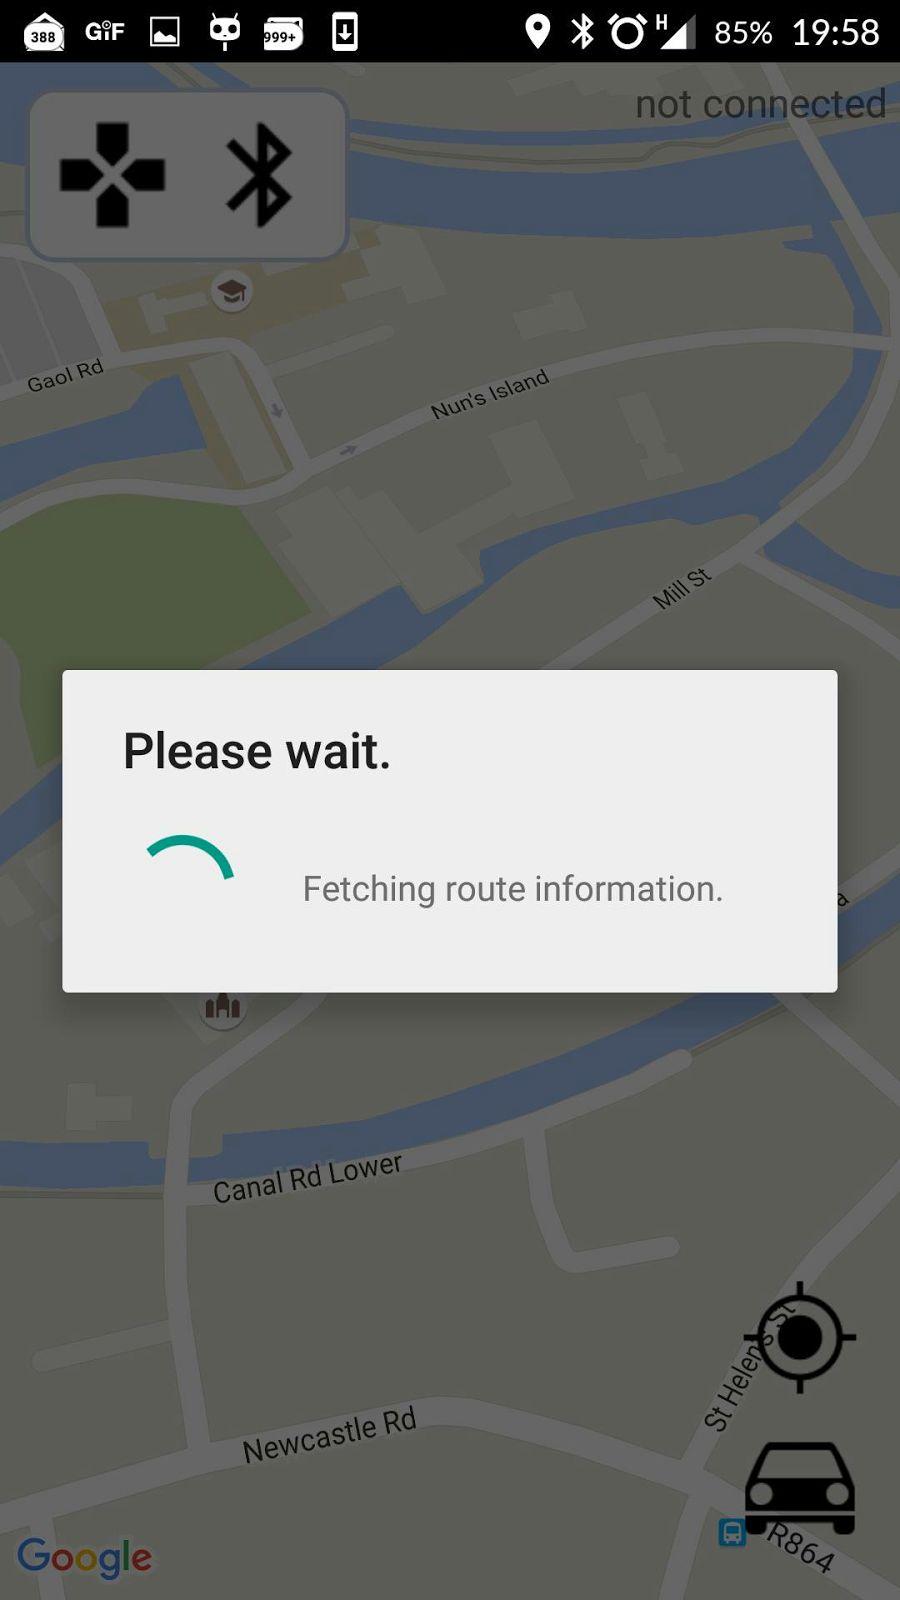 388 GiF 999+ H 85% 19:58
not connected
Gaol Rd
Nun's Island
Mill St
Please wait.
Fetching route information.
a
Canal Rd Lower
St Helen's St
Newcastle Rd
R864
Google